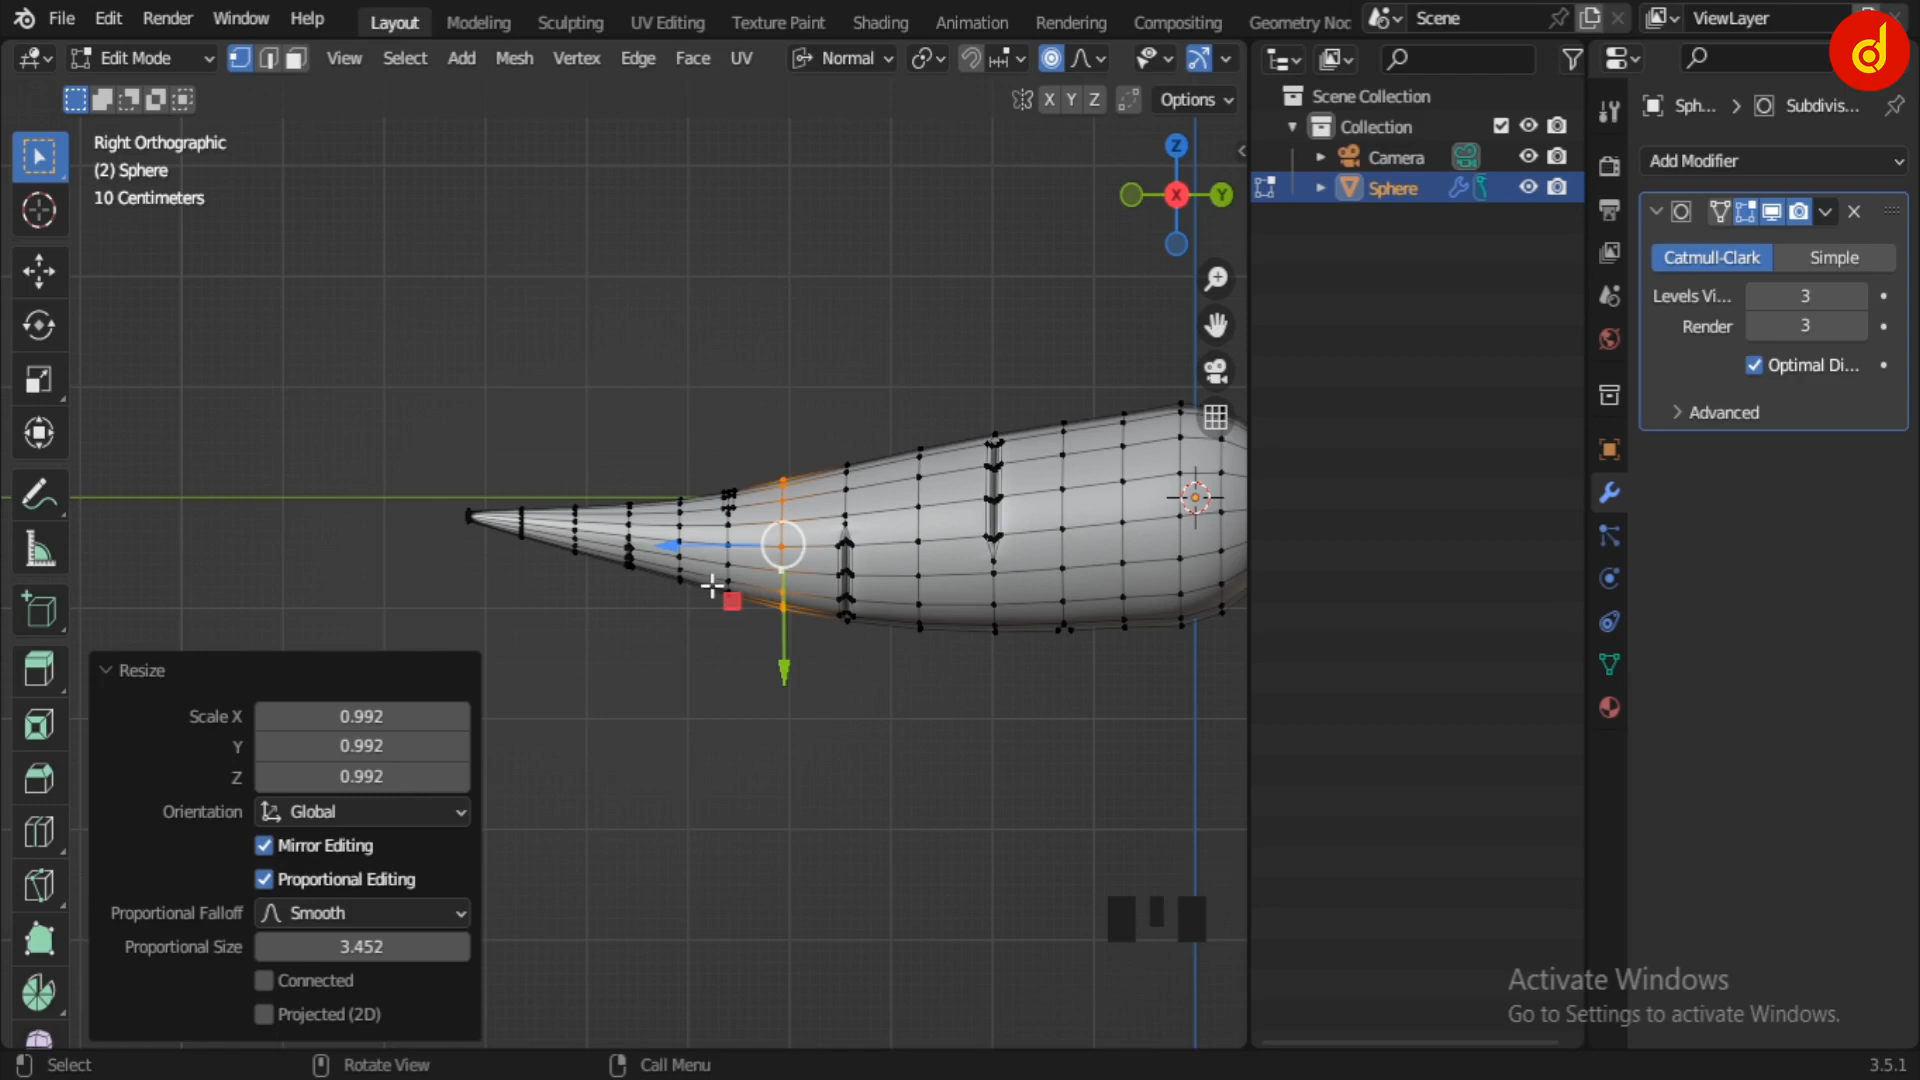 File Edit Render Window Help
Layout Modeling Sculpting UV Editing Texture Paint Shading Animation Rendering Compositing Geometry Noc
Scene
ViewLayer
Edit Mode
View Select Add Mesh Vertex Edge Face UV
Normal
X Y Z
Options
Right Orthographic
(2) Sphere
10 Centimeters
Z
X
Y
Scene Collection
Collection
Camera
Sphere
Sph...
Subdivis...
Add Modifier
Catmull-Clark
Simple
Levels Vi... 3
Render 3
Optimal Di...
Advanced
Resize
Scale X 0.992
Y 0.992
Z 0.992
Orientation Global
Mirror Editing
Proportional Editing
Proportional Falloff Smooth
Proportional Size 3.452
Connected
Projected (2D)
Activate Windows
Go to Settings to activate Windows.
Select
Rotate View
Call Menu
3.5.1